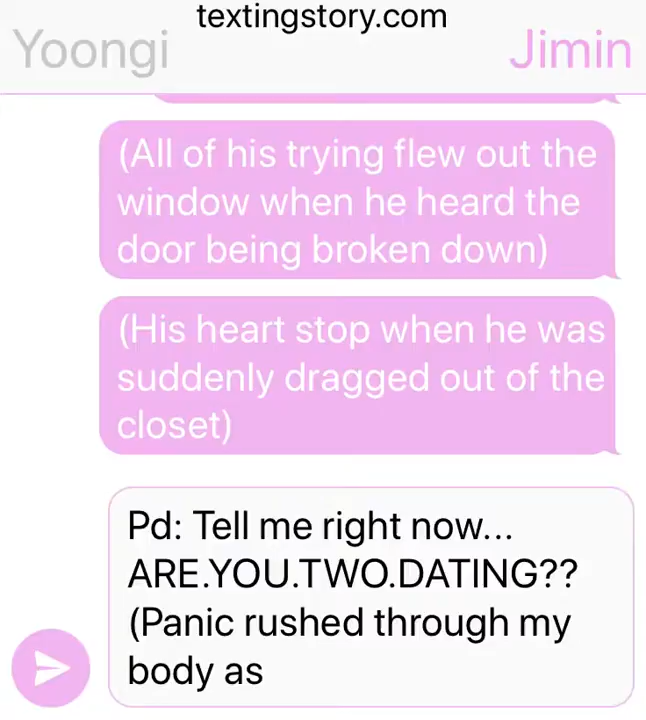 textingstory.com
Yoongi
Jimin
(All of his trying flew out the
window when he heard the
door being broken down)
(His heart stop when he was
suddenly dragged out of the
closet)
Pd: Tell me right now...
ARE.YOU.TWO.DATING??
(Panic rushed through my
body as